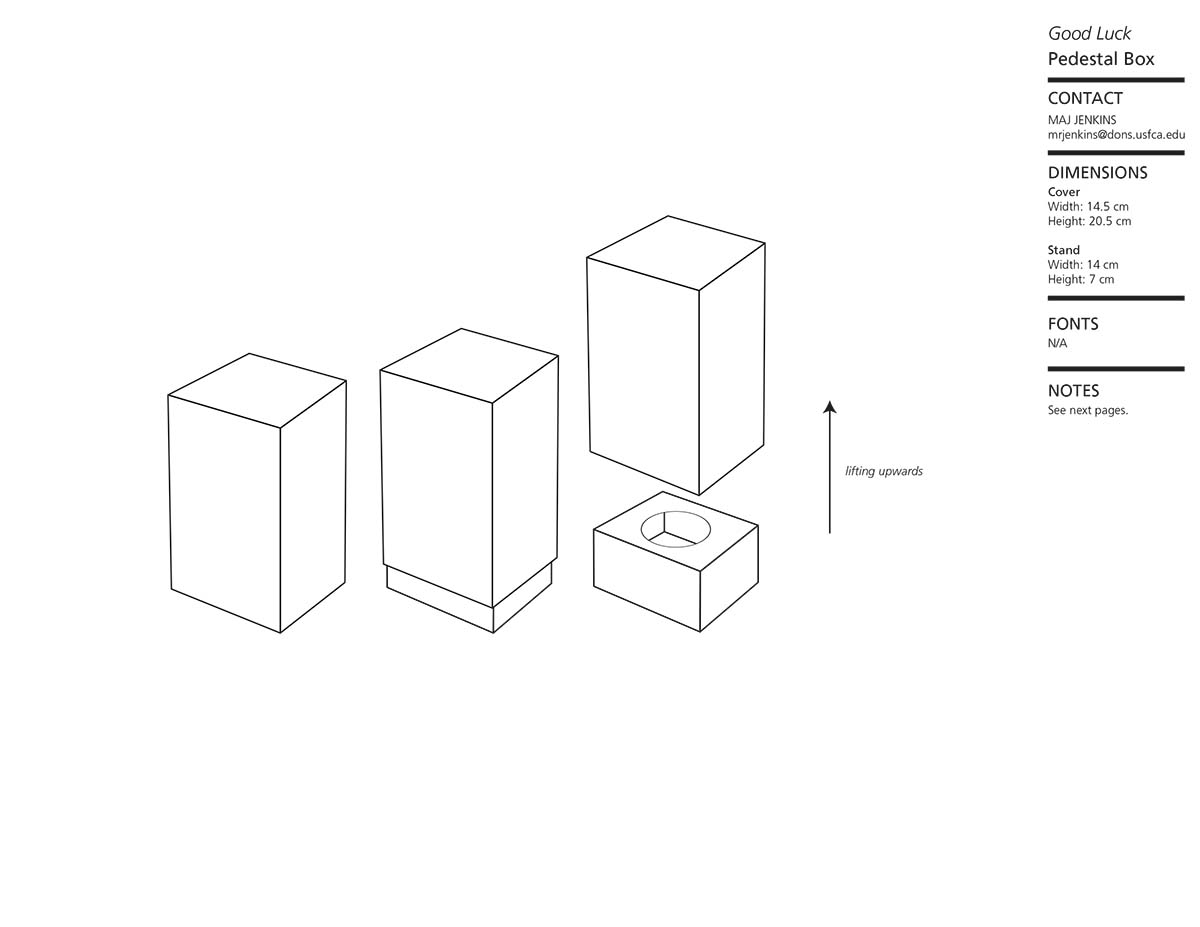 Good Luck
Pedestal Box
CONTACT
MAJ JENKINS
mrjenkins@dons.usfca.edu
DIMENSIONS
Cover
Width: 14.5 cm
Height: 20.5 cm
Stand
Width: 14 cm
Height: 7 cm
FONTS
N/A
NOTES
See next pages.
lifting upwards